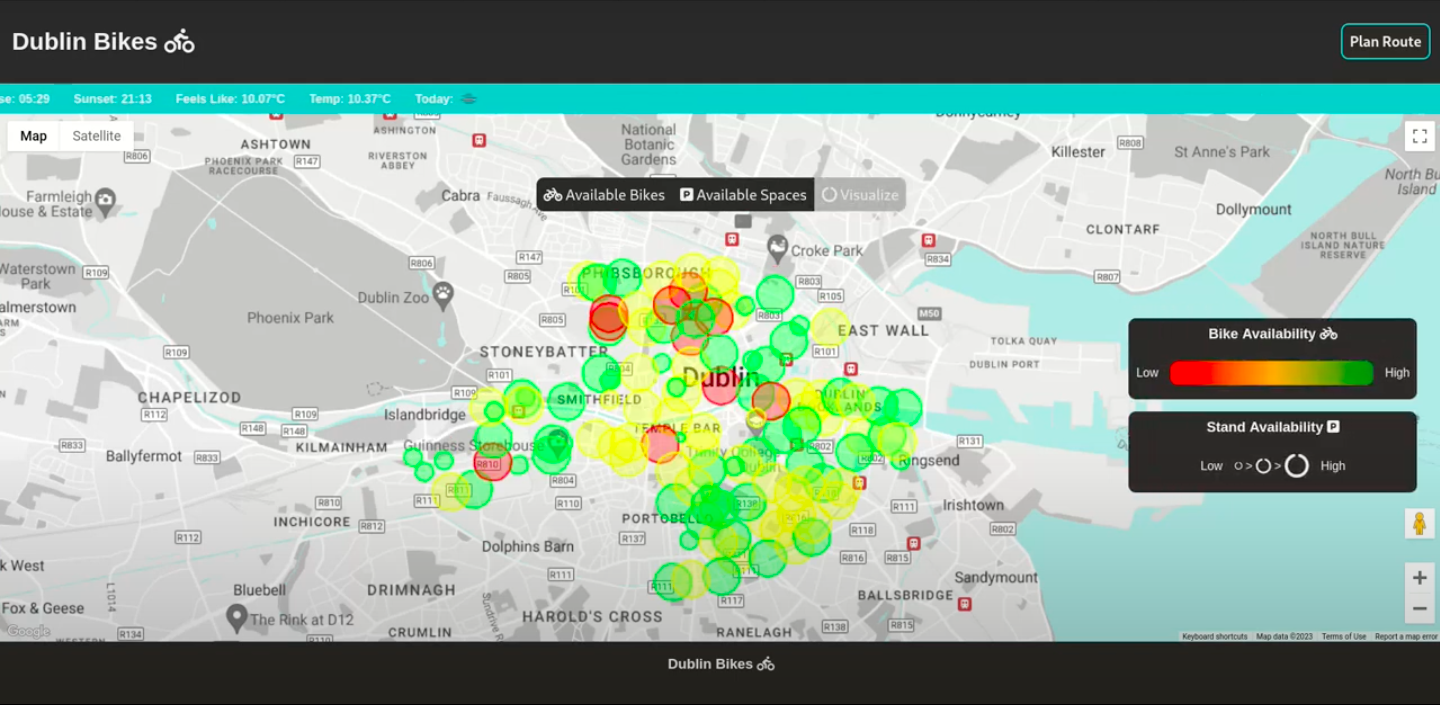 Dublin Bikes
Plan Route
se: 05:29 Sunset: 21:13 Feels Like: 10.07°C Temp: 10.37°C Today:
Map Satellite
ASHTOWN
ASHINGTON
National
Botanic
Gardens
Donnycarney
Killester
R808
St Anne's Park
R806
PHOENIX PARK
RACECOURSE
R147
RIVERSTON
ABBEY
North Bu
Island
Farmleigh
House & Estate
Cabra
Faussagh Ave
Available Bikes
Available Spaces
Visualize
Dollymount
CLONTARF
NORTH BULL
ISLAND NATURE
RESERVE
Croke Park
R834
R807
Waterstown
Park
R109
R806
R147
R805
PHIBSBOROUGH
R803
R105
almerstown
Dublin Zoo
Phoenix Park
R805
R803
M50
EAST WALL
TOLKA QUAY
DUBLIN PORT
Bike Availability
Low High
R109
STONEYBATTER
R101
R101
Dublin
CHAPELIZOD
R112
R109
R109
R148
R148
Islandbridge
SMITHFIELD
DUBLIN
Stand Availability
Low > > High
R833
KILMAINHAM
Guinness Storehouse
TEMPLE BAR
Trinity College
Dublin
R802
R802
Ringsend
R131
Ballyfermot
R833
R810
R804
R111
R111
R810
R110
R138
R111
Irishtown
INCHICORE
R812
PORTOBELLO
R118
R802
R112
R137
Dolphins Barn
R816
R815
k West
R111
R111
R111
Sandymount
L1014
Bluebell
DRIMNAGH
R117
BALLSBRIDGE
Fox & Geese
The Rink at D12
HAROLD'S CROSS
Google
R134
CRUMLIN
RANELAGH
R138
R815
Keyboard shortcuts Map data ©2023 Terms of Use Report a map error
Dublin Bikes